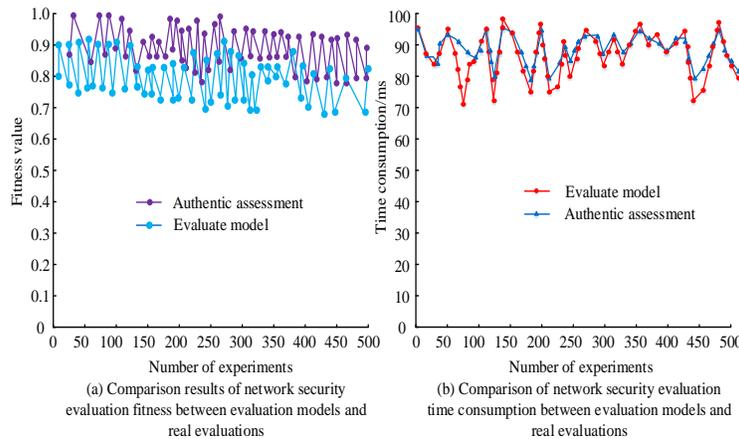 1.0
0.9
0.8
0.7
0.6
0.5
0.4
0.3
0.2
0.1
0
Fitness value
Authentic assessment
Evaluate model
0 50 100 150 200 250 300 350 400 450 500
Number of experiments
(a) Comparison results of network security
evaluation fitness between evaluation models and
real evaluations
100
90
80
70
60
50
40
30
20
10
0
Time consumption/ms
Evaluate model
Authentic assessment
0 50 100 150 200 250 300 350 400 450 500
Number of experiments
(b) Comparison of network security evaluation
time consumption between evaluation models and
real evaluations